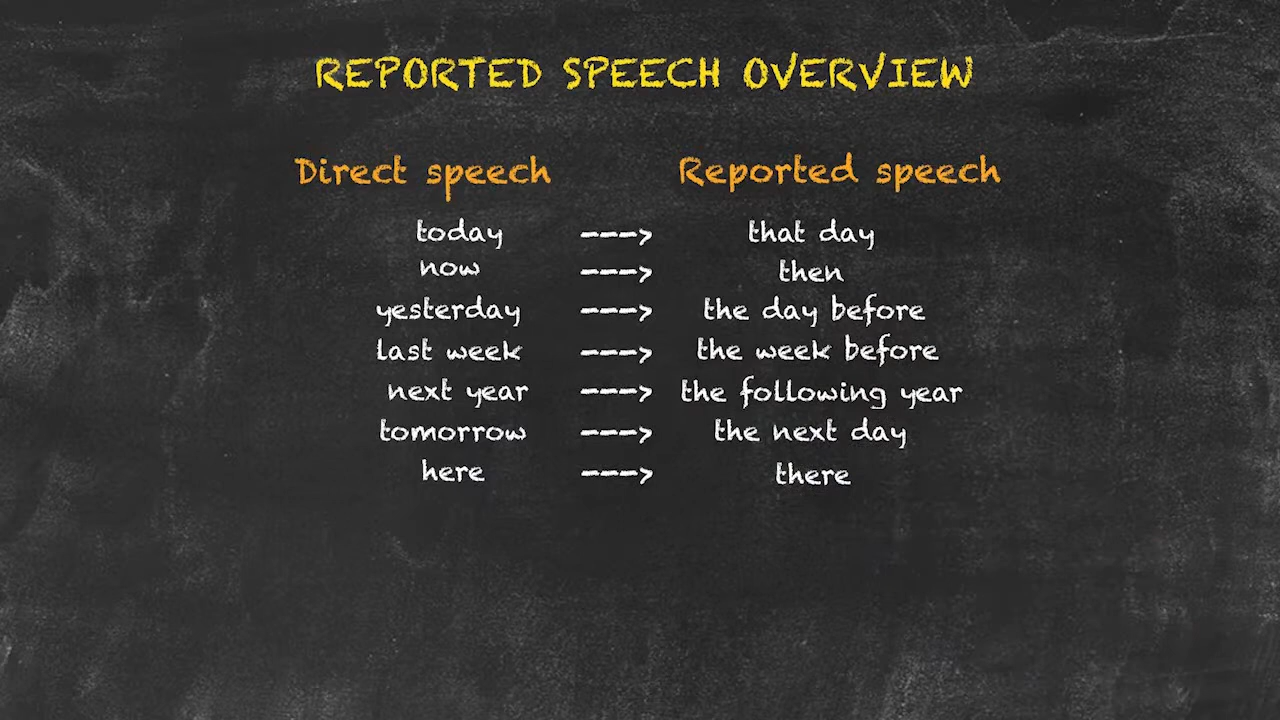 REPORTED SPEECH OVERVIEW
Direct speech Reported speech
today ---> that day
now ---> then
yesterday ---> the day before
last week ---> the week before
next year ---> the following year
tomorrow ---> the next day
here ---> there